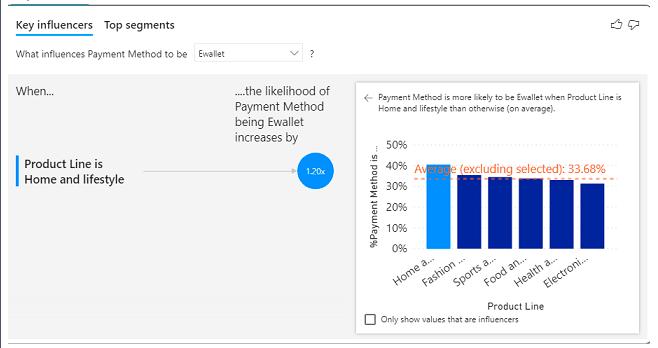 Key influencers Top segments
What influences Payment Method to be Ewallet ?
When...
....the likelihood of
Payment Method
being Ewallet
increases by
Product Line is
Home and lifestyle
1.20x
Payment Method is more likely to be Ewallet when Product Line is
Home and lifestyle than otherwise (on average).
%Payment Method is ...
50%
40%
30%
20%
10%
0%
Average (excluding selected): 33.68%
Home a...
Fashion ...
Sports a...
Food an...
Health a...
Electroni...
Product Line
Only show values that are influencers